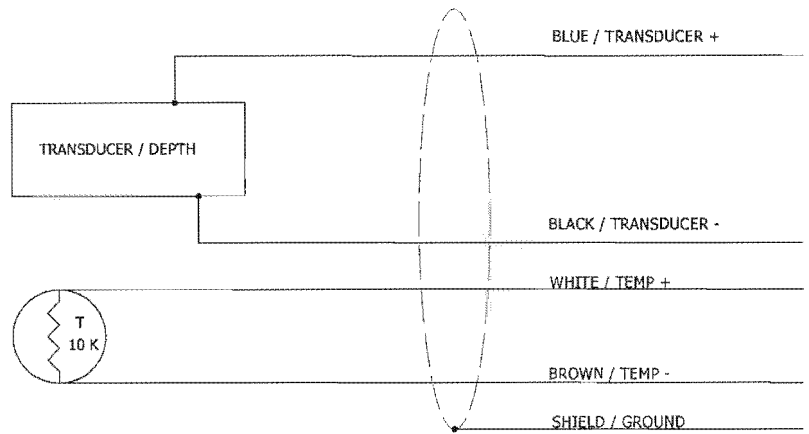 BLUE / TRANSDUCER +
TRANSDUCER / DEPTH
BLACK / TRANSDUCER -
WHITE / TEMP +
T
10 K
BROWN / TEMP -
SHIELD / GROUND